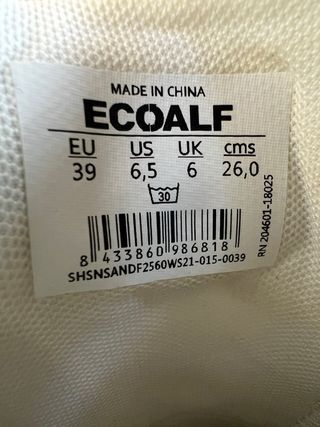 MADE IN CHINA
ECOALF
EU US UK cms
39 6,5 6 26,0
30
8 433860 986818
SHSNSANDF2560WS21-015-0039
RN 204601-18025